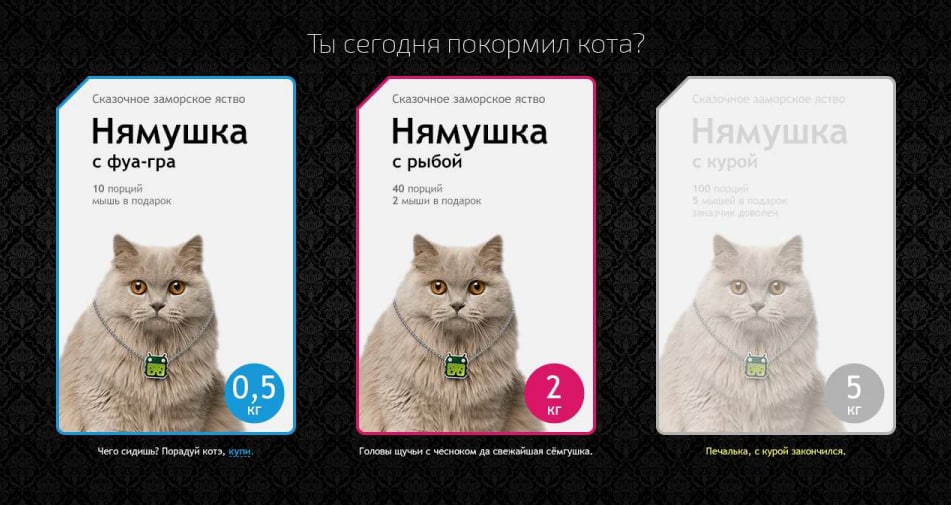 Ты сегодня покормил кота?
Сказочное заморское яство
Нямушка
с фуа-гра
10 порций
мышь в подарок
0,5
кг
Чего сидишь? Порадуй котэ, купи.
Сказочное заморское яство
Нямушка
с рыбой
40 порций
2 мыши в подарок
2
кг
Головы щучьи с чесноком да свежайшая сёмгушка.
Сказочное заморское яство
Нямушка
с курой
100 порций
5 мышей в подарок
заказчик доволен
5
кг
Печалька, с курой закончился.